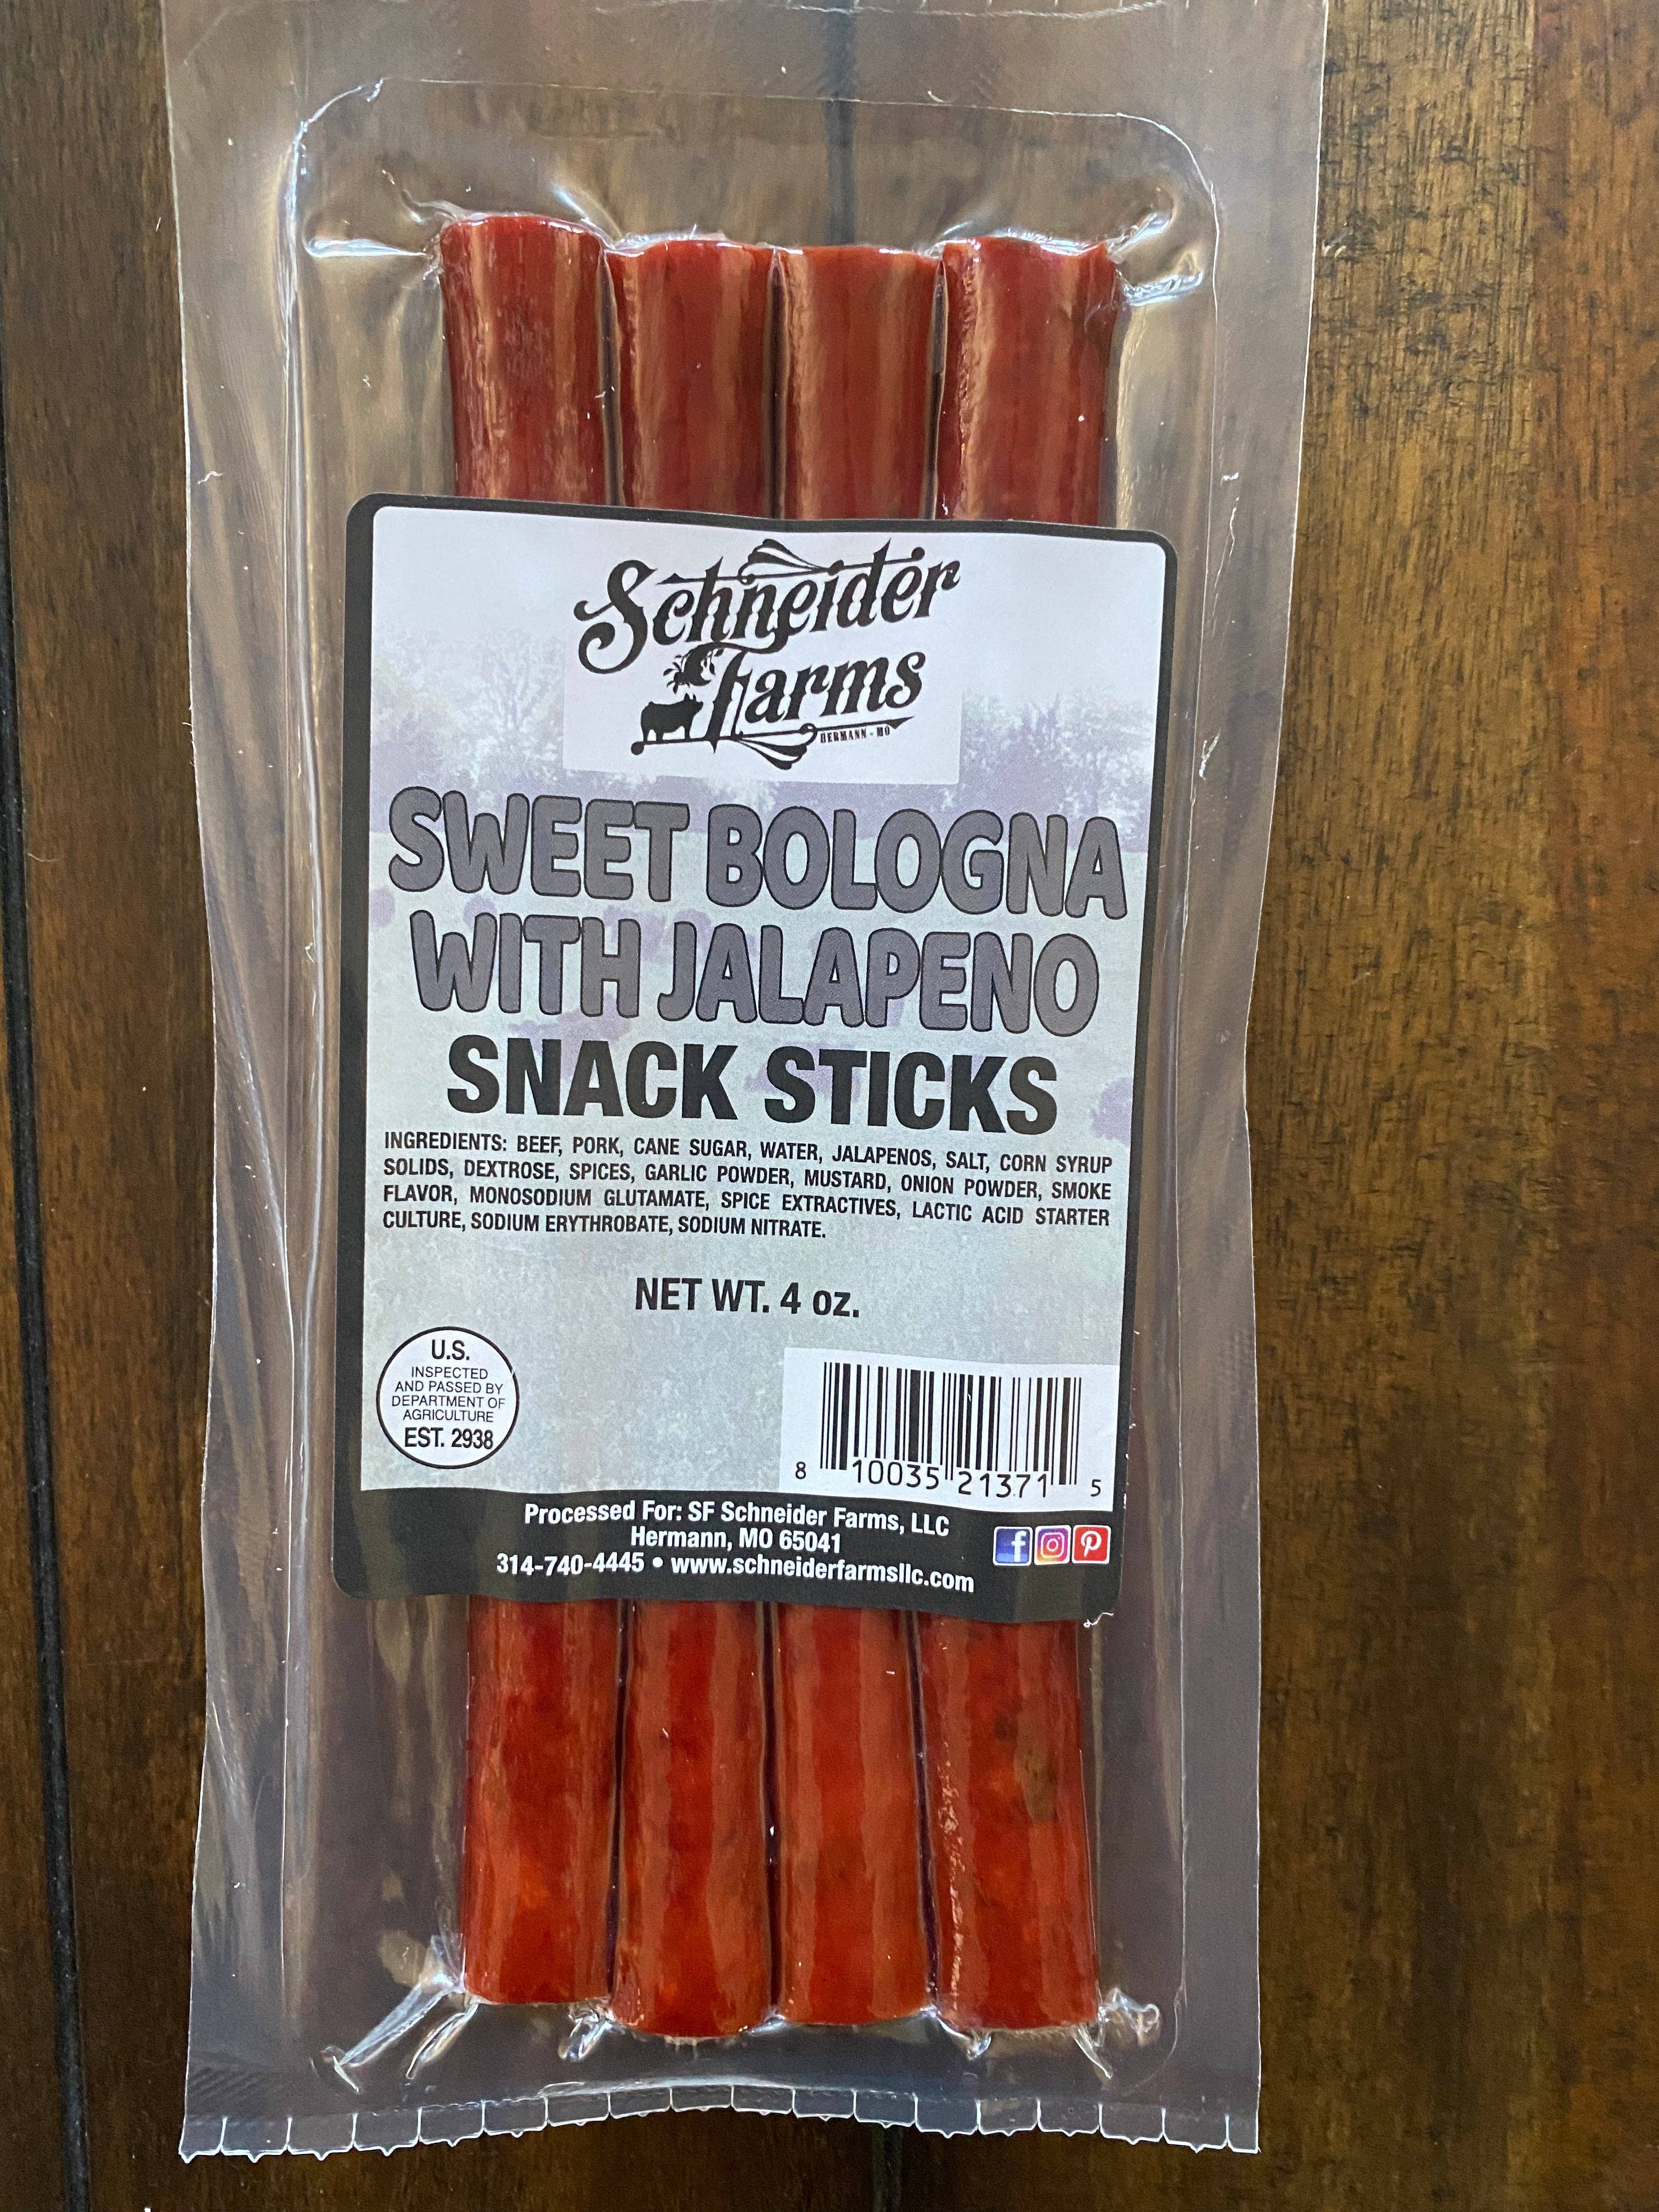 Schneider
Farms
HERMANN - MO
SWEET BOLOGNA
WITH JALAPENO
SNACK STICKS
INGREDIENTS: BEEF, PORK, CANE SUGAR, WATER, JALAPENOS, SALT, CORN SYRUP
SOLIDS, DEXTROSE, SPICES, GARLIC POWDER, MUSTARD, ONION POWDER, SMOKE
FLAVOR, MONOSODIUM GLUTAMATE, SPICE EXTRACTIVES, LACTIC ACID STARTER
CULTURE, SODIUM ERYTHROBATE, SODIUM NITRATE.
NET WT. 4 oz.
U.S.
INSPECTED
AND PASSED BY
DEPARTMENT OF
AGRICULTURE
EST. 2938
8 10035 21371 5
Processed For: SF Schneider Farms, LLC
Hermann, MO 65041
314-740-4445 • www.schneiderfarmsllc.com